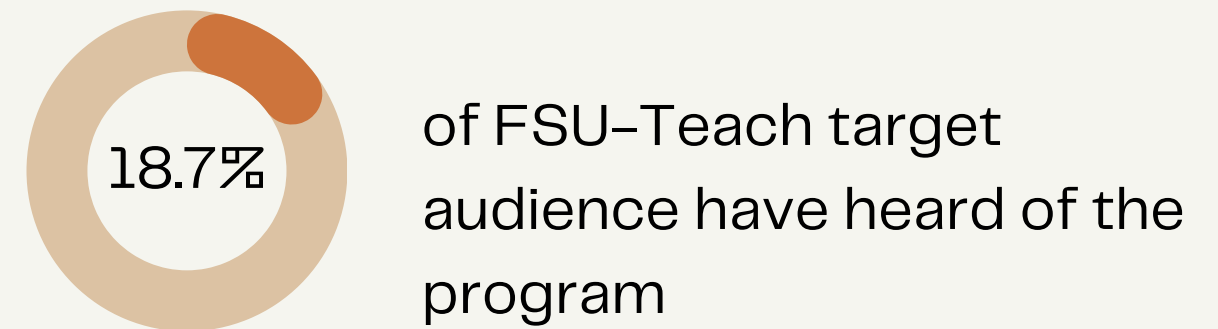 18.7%
of FSU–Teach target
audience have heard of the
program